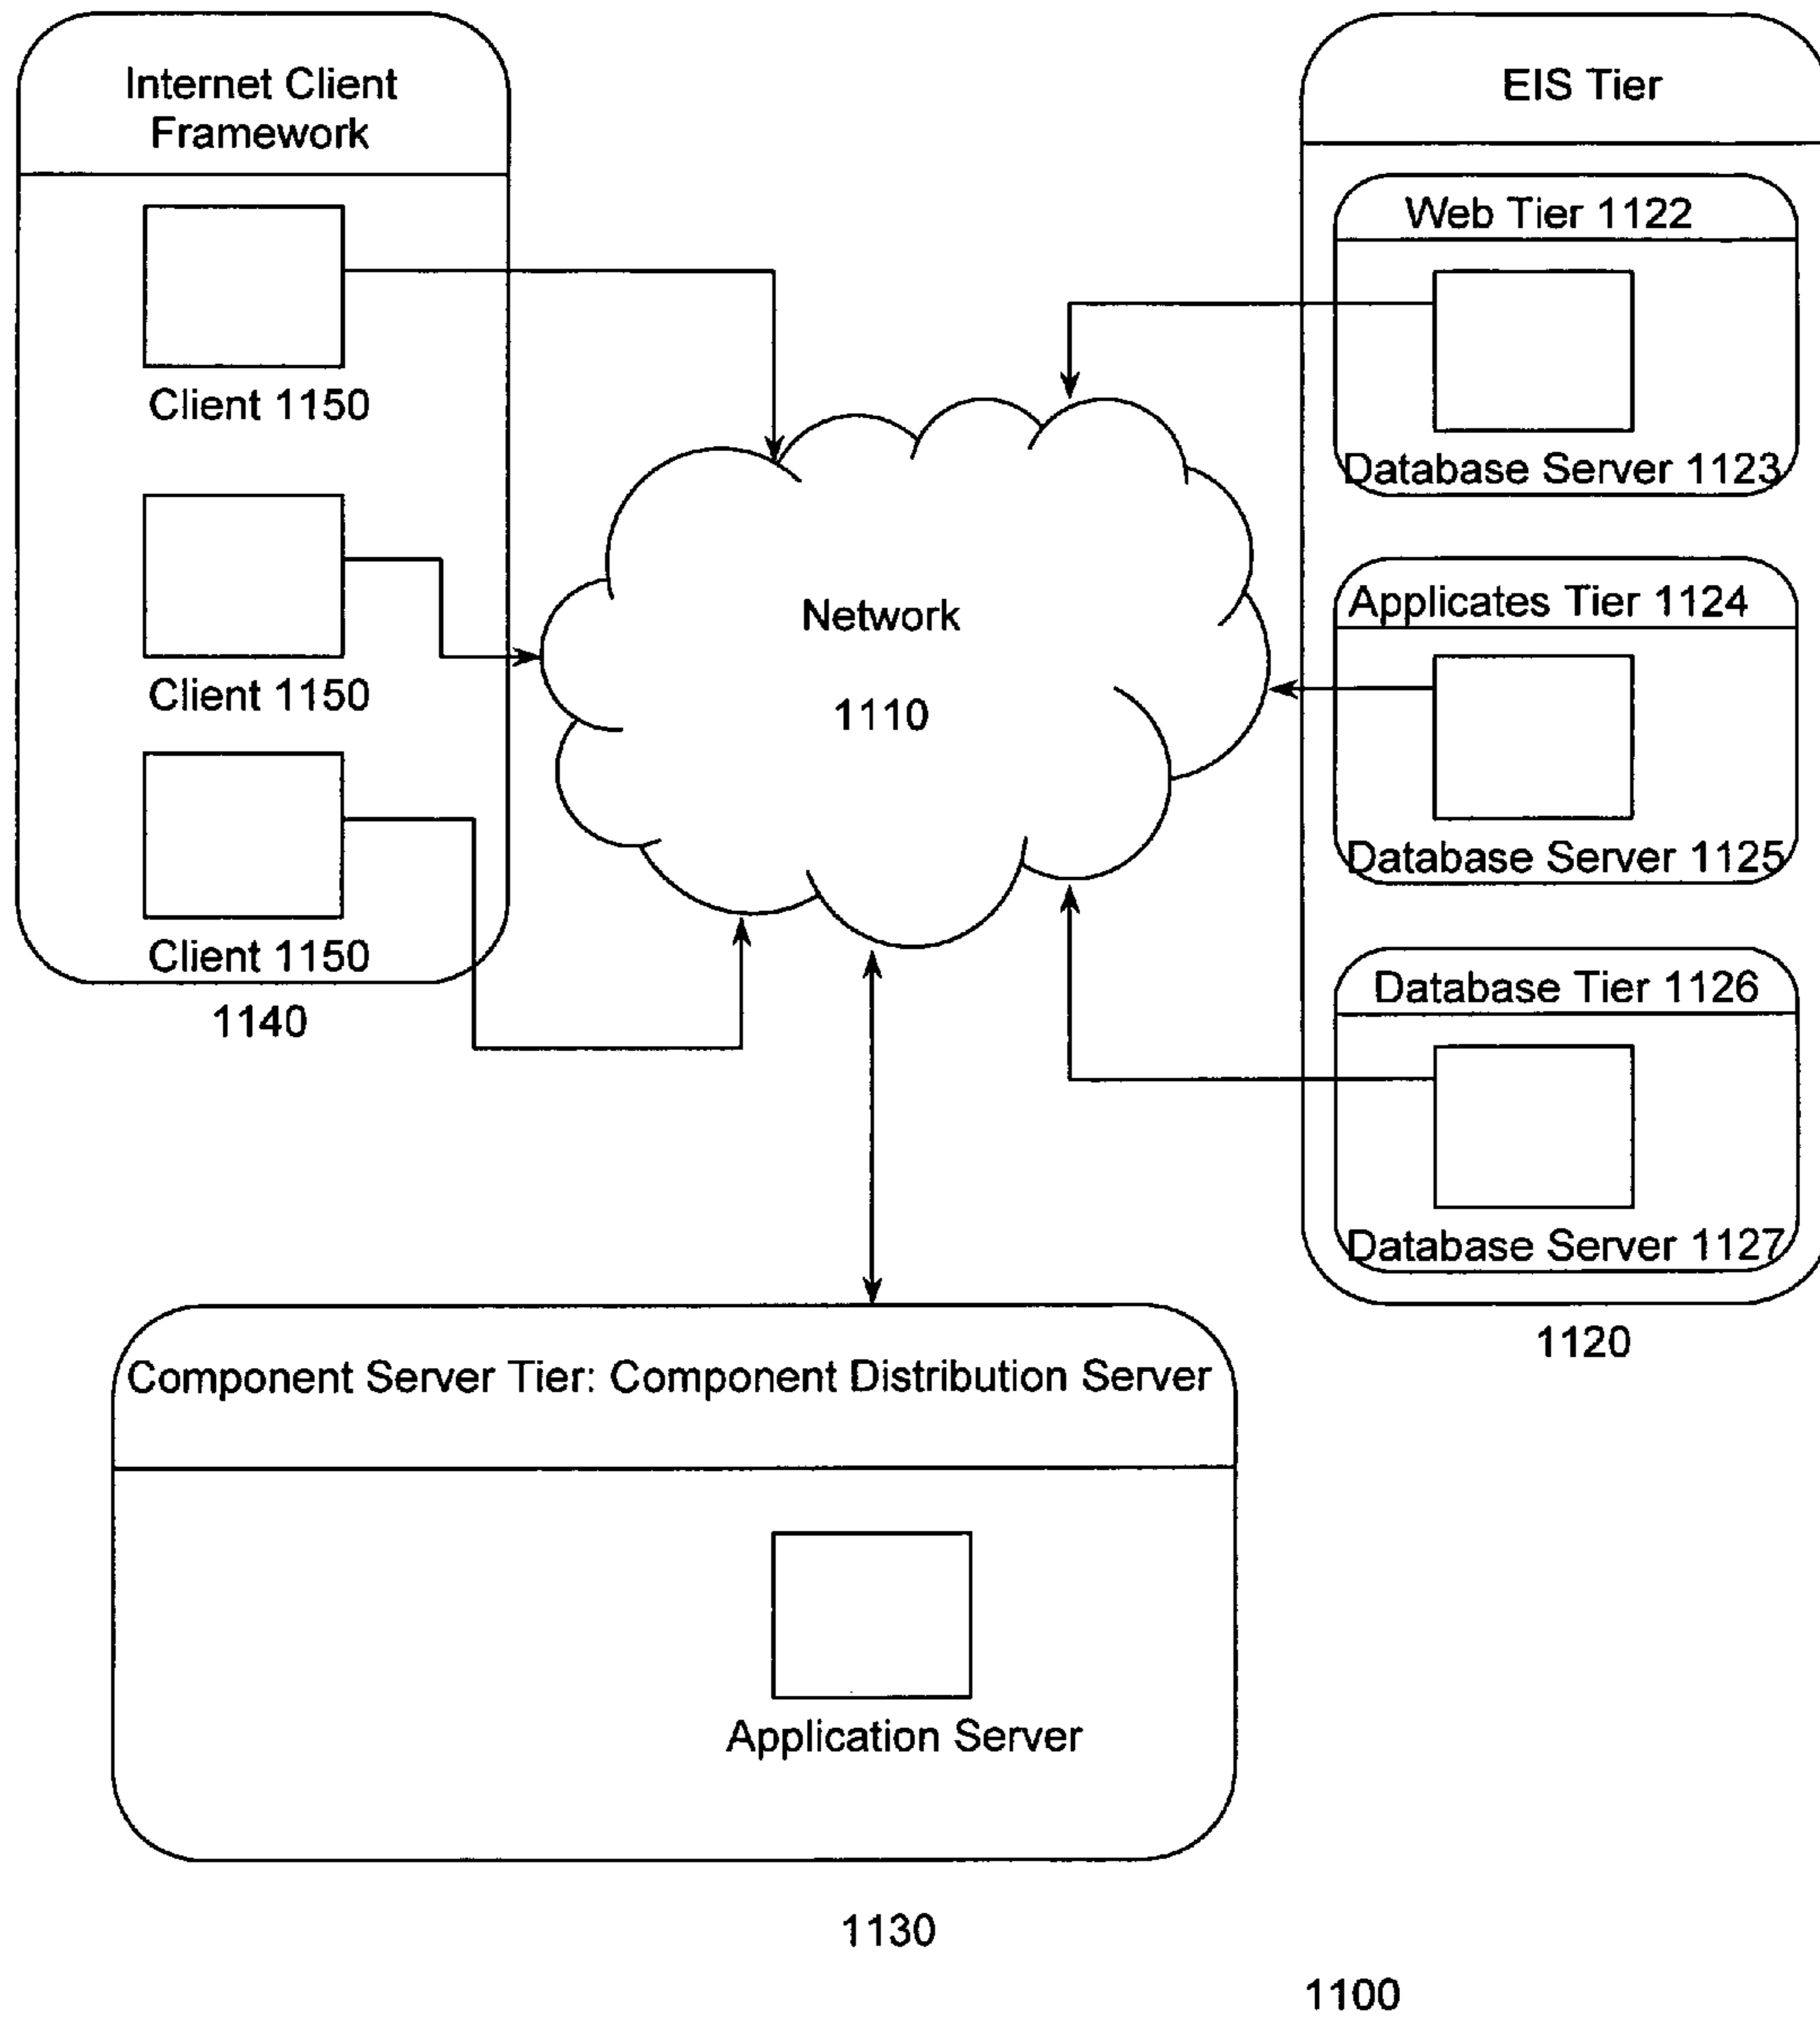 Internet Client
Framework
Client 1150
Client 1150
Client 1150
1140
Network
1110
EIS Tier
Web Tier 1122
Database Server 1123
Applicates Tier 1124
Database Server 1125
Database Tier 1126
Database Server 1127
1120
Component Server Tier: Component Distribution Server
Application Server
1130
1100